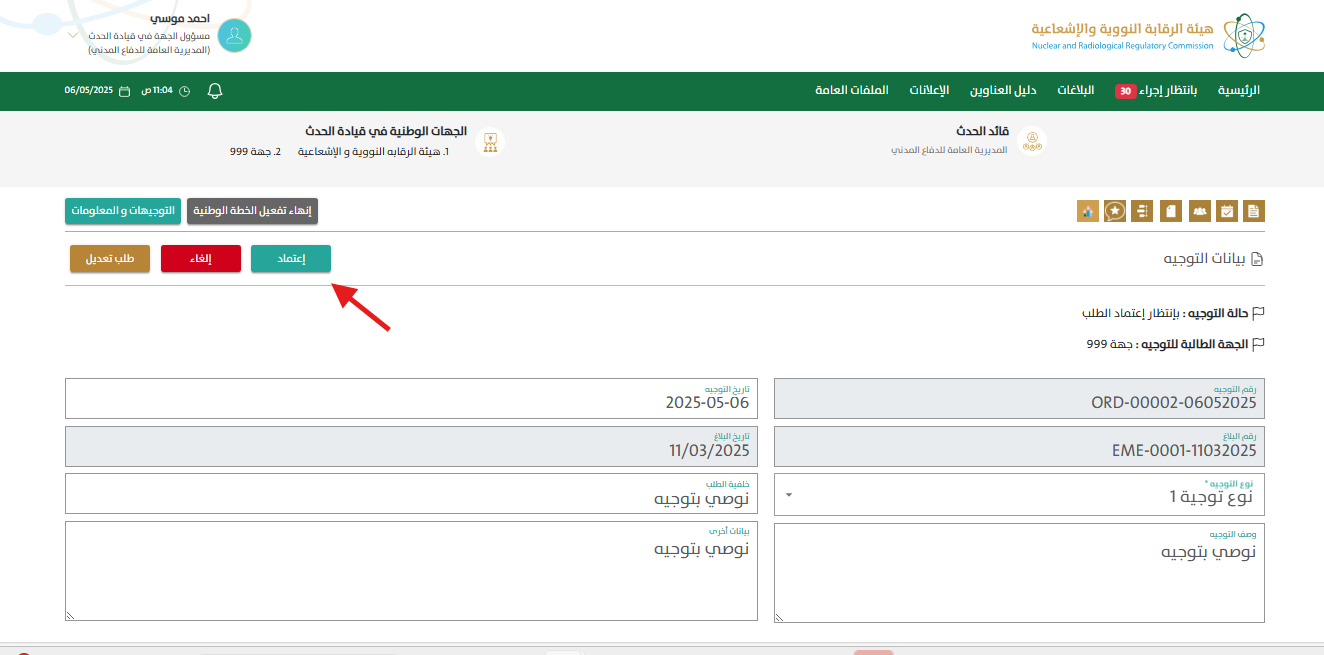 هيئة الرقابة النووية والإشعاعية
Nuclear and Radiological Regulatory Commission
احمد موسي
مسؤول الجهة في قيادة الحدث
(المديرية العامة للدفاع المدني)
الرئيسية بانتظار إجراء 30 البلاغات دليل العناوين الإعلانات الملفات العامة
11:04 ص 06/05/2025
قائد الحدث
المديرية العامة للدفاع المدني
الجهات الوطنية في قيادة الحدث
1. هيئة الرقابه النووية و الإشعاعية 2. جهة 999
إنهاء تفعيل الخطة الوطنية التوجيهات و المعلومات
بيانات التوجيه
إعتماد إلغاء طلب تعديل
حالة التوجيه : بإنتظار إعتماد الطلب
الجهة الطالبة للتوجيه : جهة 999
رقم التوجيه
ORD-00002-06052025
تاريخ التوجيه
2025-05-06
رقم البلاغ
EME-0001-11032025
تاريخ البلاغ
11/03/2025
نوع التوجيه *
نوع توجية 1
خلفية الطلب
نوصي بتوجيه
وصف التوجيه
نوصي بتوجيه
بيانات أخرى
نوصي بتوجيه